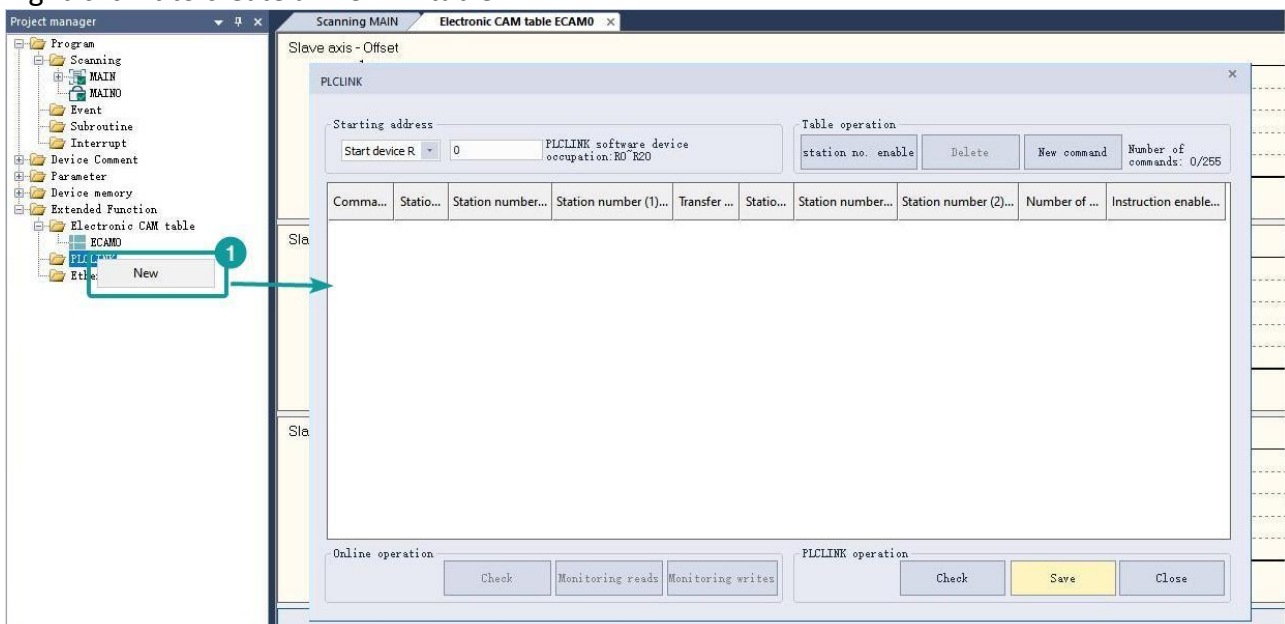 Project manager
Scanning MAIN
Electronic CAM table ECAM0
Program
Scanning
MAIN
MAIN0
Event
Subroutine
Interrupt
Device Comment
Parameter
Device memory
Extended Function
Electronic CAM table
ECAM0
New
1
Slave axis - Offset
Sla
Sla
PLCLINK
Starting address
Start device R
0
PLCLINK software device
occupation:R0~R20
Table operation
station no. enable
Delete
New command
Number of
commands: 0/255
Comma... Statio... Station number... Station number (1)... Transfer ... Statio... Station number... Station number (2)... Number of ... Instruction enable...
Online operation
Check
Monitoring reads
Monitoring writes
PLCLINK operation
Check
Save
Close